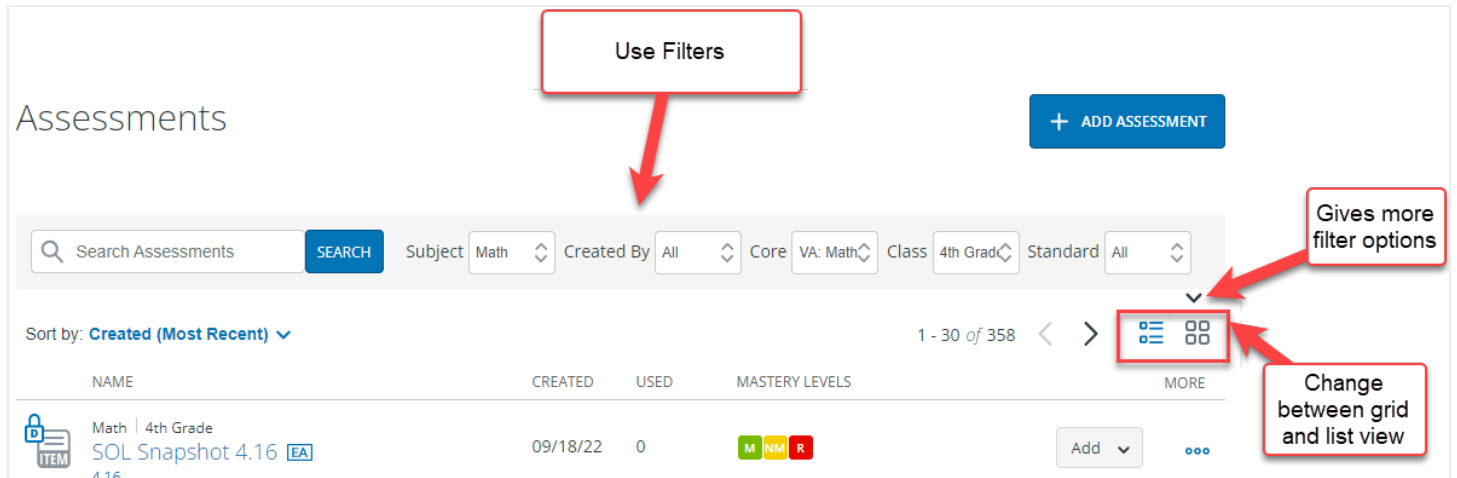 Use Filters
Assessments
+ ADD ASSESSMENT
Gives more
filter options
Search Assessments SEARCH Subject Math Created By All Core VA: Math Class 4th Grade Standard All
Sort by: Created (Most Recent) 1 - 30 of 358
NAME CREATED USED MASTERY LEVELS MORE
Change
between grid
and list view
Math 4th Grade
D ITEM SOL Snapshot 4.16 EA 09/18/22 0 M NM R Add
4.16